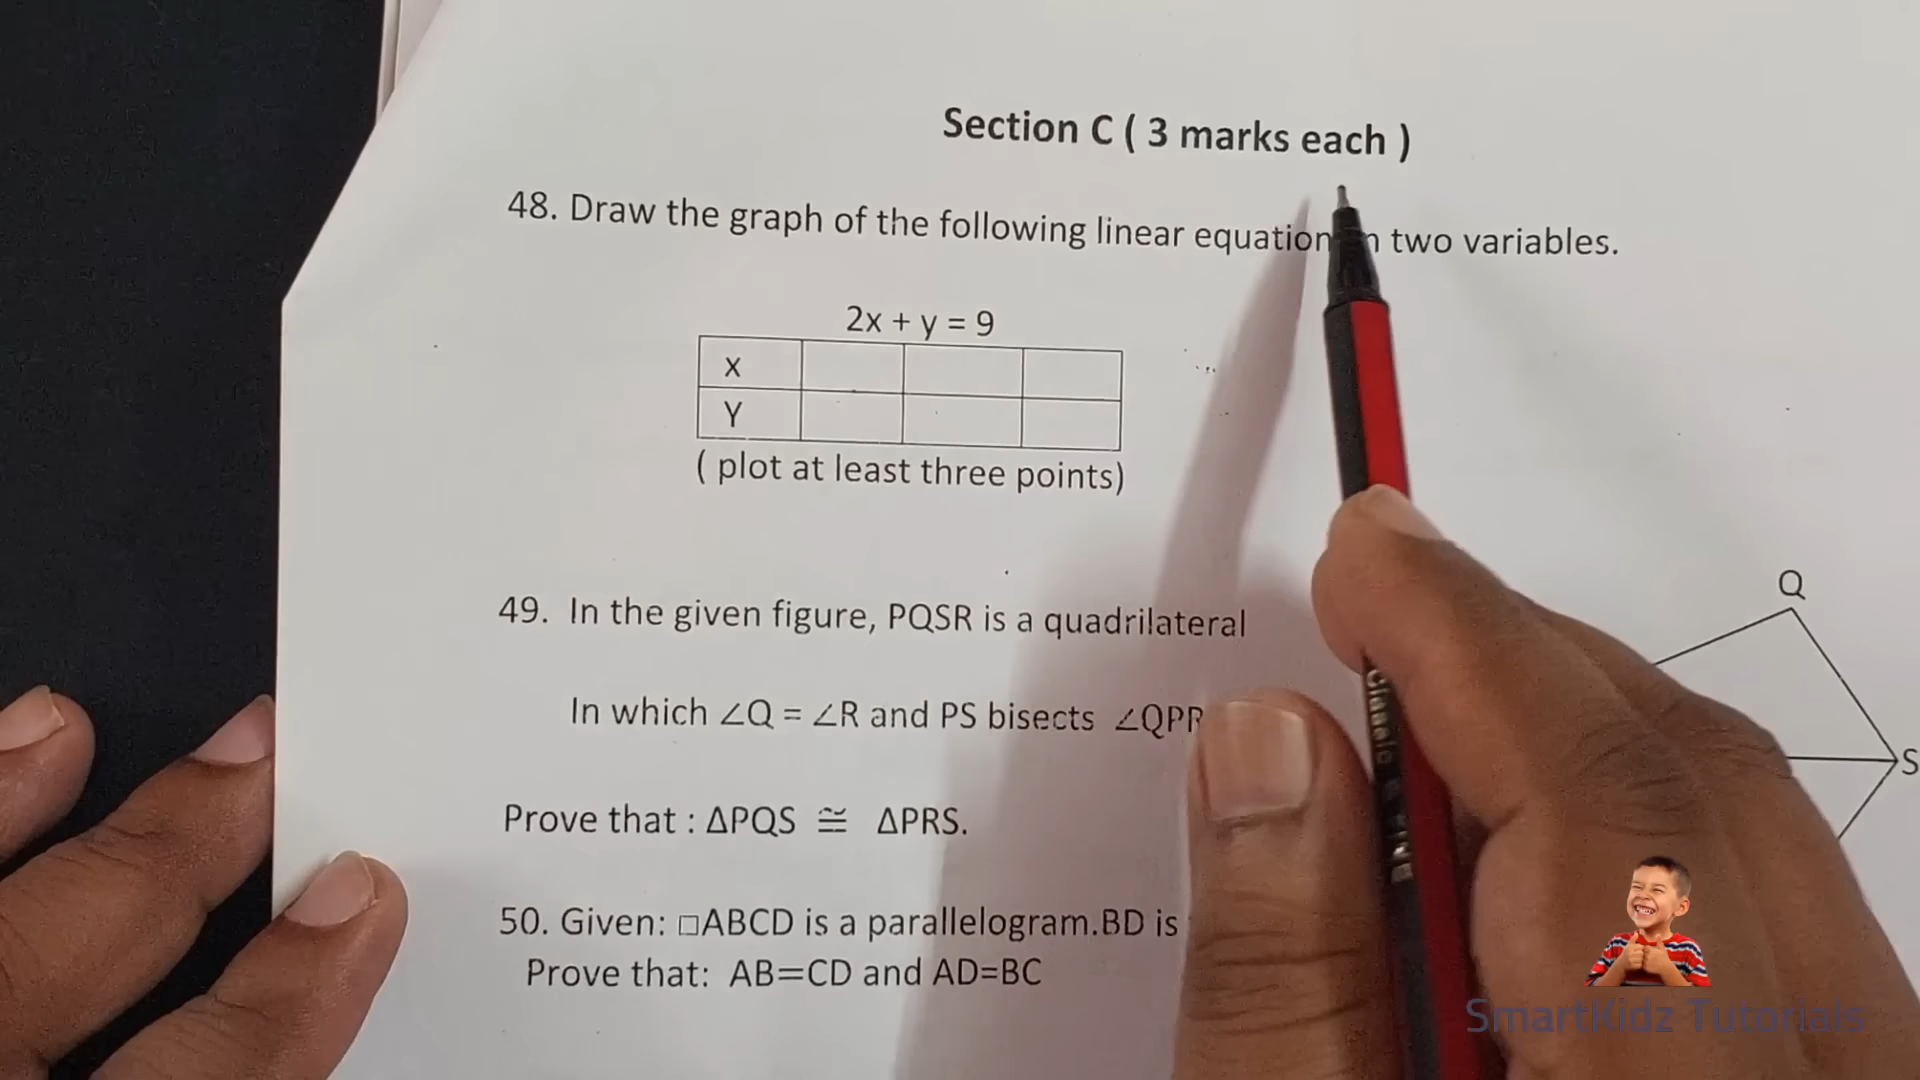 Section C ( 3 marks each )
48. Draw the graph of the following linear equation two variables.
2x + y = 9
X
Y
( plot at least three points)
Q
49. In the given figure, PQSR is a quadrilateral
In which ∠Q = ∠R and PS bisects ∠QPR
S
Prove that : ΔPQS ≅ ΔPRS.
50. Given: □ABCD is a parallelogram.BD is
Prove that: AB=CD and AD=BC
Classic
SmartKidz Tutorials